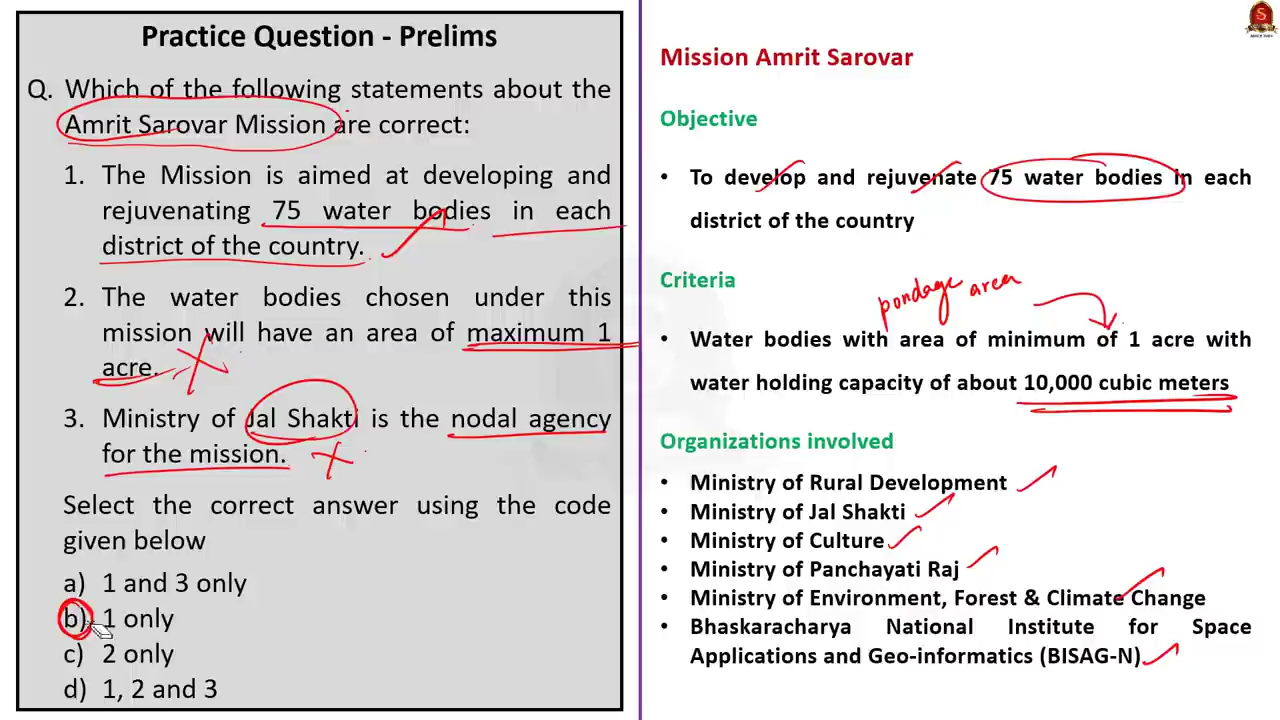 Practice Question - Prelims
Q. Which of the following statements about the
Amrit Sarovar Mission are correct:
1. The Mission is aimed at developing and
rejuvenating 75 water bodies in each
district of the country.
2. The water bodies chosen under this
mission will have an area of maximum 1
acre.
3. Ministry of Jal Shakti is the nodal agency
for the mission.
Select the correct answer using the code
given below
a) 1 and 3 only
b) 1 only
c) 2 only
d) 1, 2 and 3
Mission Amrit Sarovar
Objective
• To develop and rejuvenate 75 water bodies in each
district of the country
Criteria
pondage area
• Water bodies with area of minimum of 1 acre with
water holding capacity of about 10,000 cubic meters
Organizations involved
• Ministry of Rural Development
• Ministry of Jal Shakti
• Ministry of Culture
• Ministry of Panchayati Raj
• Ministry of Environment, Forest & Climate Change
• Bhaskaracharya National Institute for Space
Applications and Geo-informatics (BISAG-N)